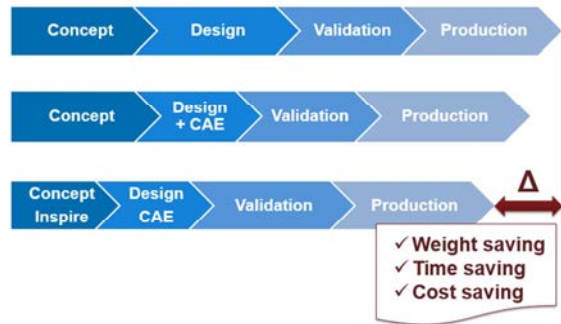 Concept Design Validation Production
Concept Design + CAE Validation Production
Concept Inspire Design CAE Validation Production
Δ
✓ Weight saving
✓ Time saving
✓ Cost saving